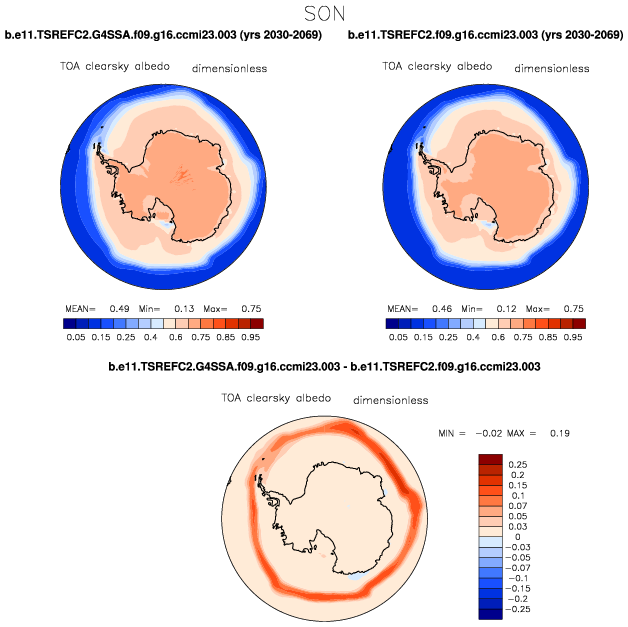 SON
b.e11.TSREFC2.G4SSA.f09.g16.ccmi23.003 (yrs 2030-2069)
b.e11.TSREFC2.f09.g16.ccmi23.003 (yrs 2030-2069)
TOA clearsky albedo dimensionless
TOA clearsky albedo dimensionless
MEAN= 0.49 Min= 0.13 Max= 0.75
0.05 0.15 0.25 0.4 0.6 0.75 0.85 0.95
MEAN= 0.46 Min= 0.12 Max= 0.75
0.05 0.15 0.25 0.4 0.6 0.75 0.85 0.95
b.e11.TSREFC2.G4SSA.f09.g16.ccmi23.003 - b.e11.TSREFC2.f09.g16.ccmi23.003
TOA clearsky albedo dimensionless
MIN = -0.02 MAX = 0.19
0.25
0.2
0.15
0.1
0.07
0.05
0.03
0
-0.03
-0.05
-0.07
-0.1
-0.15
-0.2
-0.25